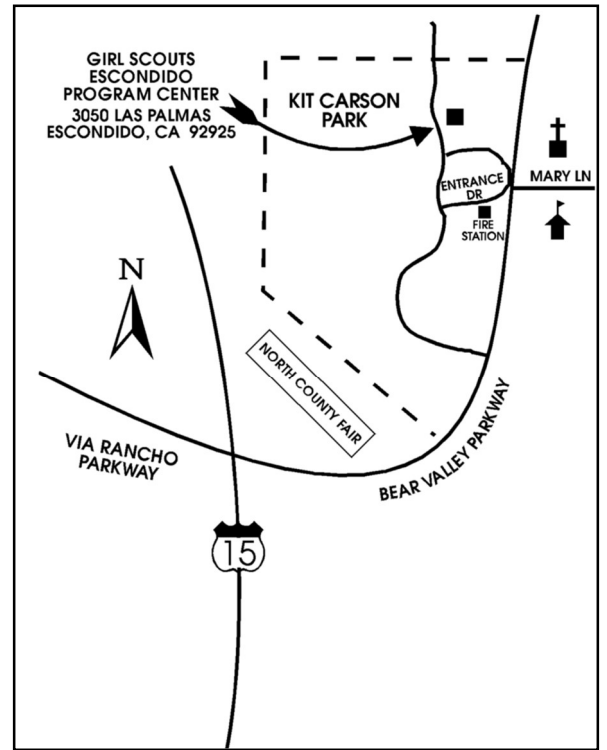 GIRL SCOUTS
ESCONDIDO
PROGRAM CENTER
3050 LAS PALMAS
ESCONDIDO, CA 92925
KIT CARSON
PARK
ENTRANCE
DR
MARY LN
FIRE
STATION
N
NORTH COUNTY FAIR
VIA RANCHO
PARKWAY
BEAR VALLEY PARKWAY
15